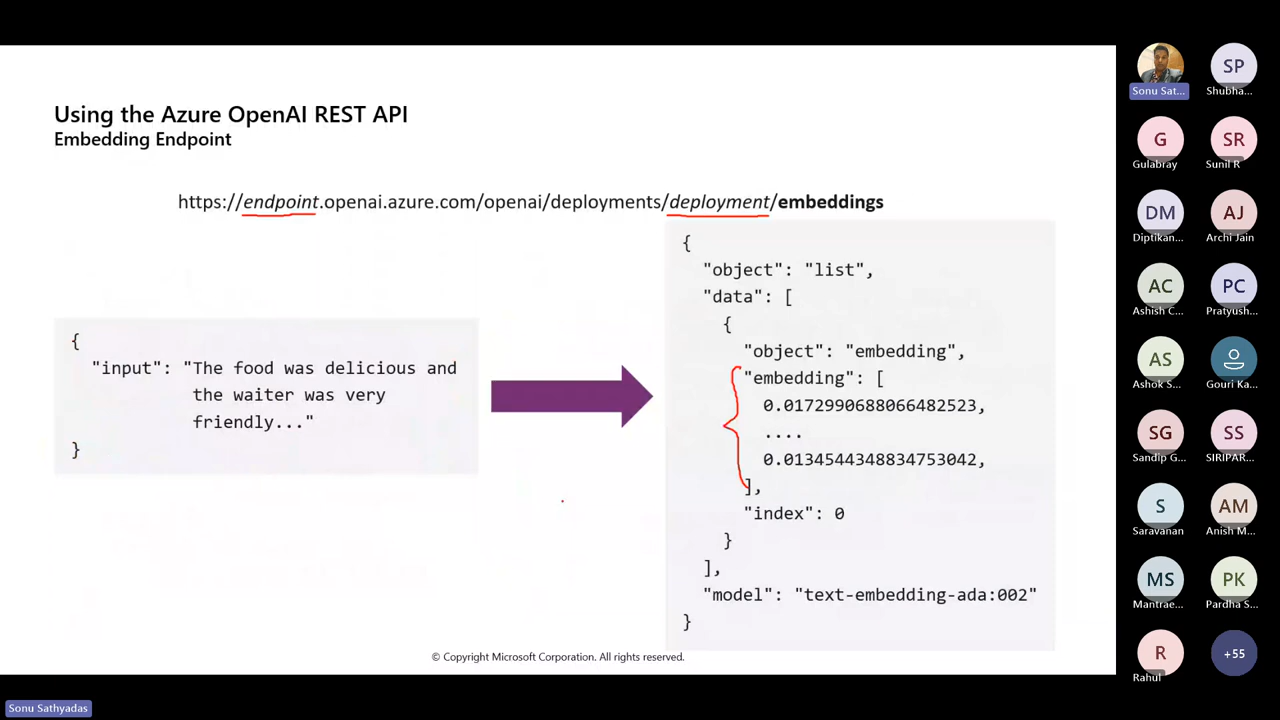 Using the Azure OpenAI REST API
Embedding Endpoint
https://endpoint.openai.azure.com/openai/deployments/deployment/embeddings
{
"input": "The food was delicious and
the waiter was very
friendly..."
}
{
"object": "list",
"data": [
{
"object": "embedding",
"embedding": [
0.0172990688066482523,
....
0.0134544348834753042,
],
"index": 0
}
],
"model": "text-embedding-ada:002"
}
© Copyright Microsoft Corporation. All rights reserved.
Sonu Sathyadas
Sonu Sat...
SP
Shubha...
G
Gulabray
SR
Sunil R
DM
Diptikan...
AJ
Archi Jain
AC
Ashish C...
PC
Pratyush...
AS
Ashok S...
Gouri Ka...
SG
Sandip G...
SS
SIRIPAR...
S
Saravanan
AM
Anish M...
MS
Mantrae...
PK
Pardha S...
R
Rahul
+55